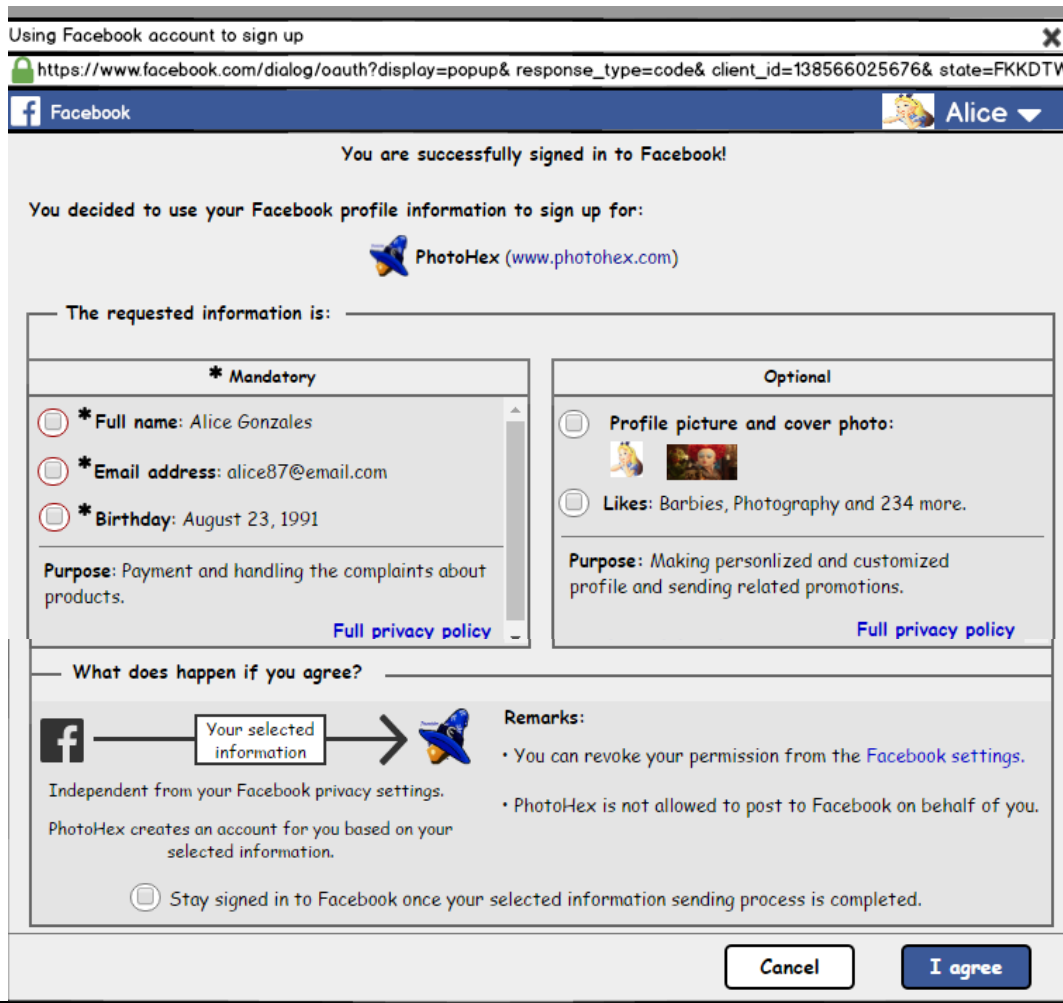 Using Facebook account to sign up
https://www.facebook.com/dialog/oauth?display=popup& response_type=code& client_id=138566025676& state=FKKDTW
Facebook
Alice
You are successfully signed in to Facebook!
You decided to use your Facebook profile information to sign up for:
PhotoHex (www.photohex.com)
The requested information is:
* Mandatory
* Full name: Alice Gonzales
* Email address: alice87@email.com
* Birthday: August 23, 1991
Purpose: Payment and handling the complaints about
products.
Full privacy policy
Optional
Profile picture and cover photo:
Likes: Barbies, Photography and 234 more.
Purpose: Making personlized and customized
profile and sending related promotions.
Full privacy policy
What does happen if you agree?
Your selected
information
Independent from your Facebook privacy settings.
PhotoHex creates an account for you based on your
selected information.
Remarks:
• You can revoke your permission from the Facebook settings.
• PhotoHex is not allowed to post to Facebook on behalf of you.
Stay signed in to Facebook once your selected information sending process is completed.
Cancel
I agree